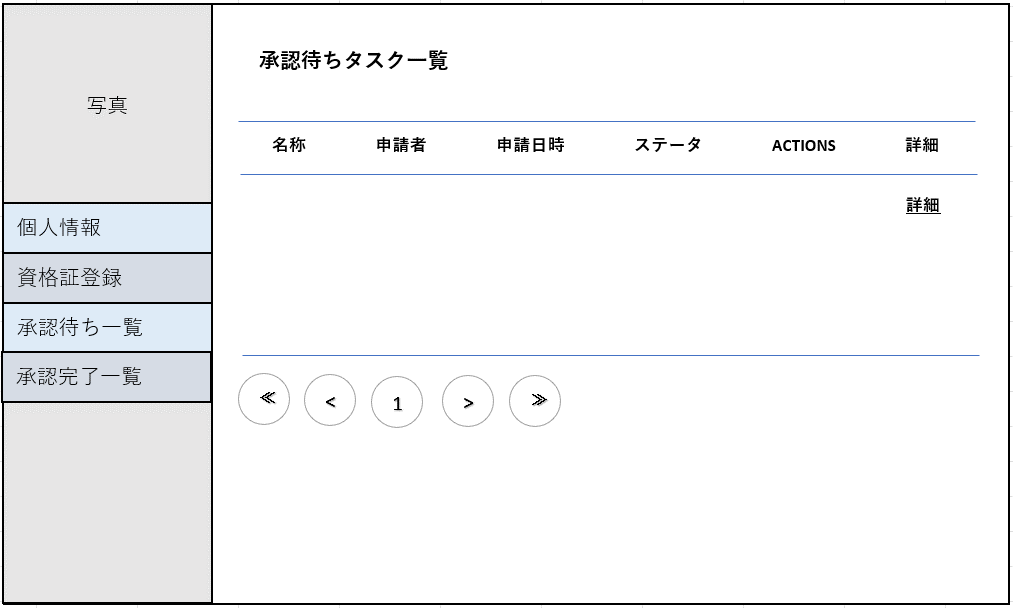 写真
個人情報
資格証登録
承認待ち一覧
承認完了一覧
承認待ちタスク一覧
名称 申請者 申請日時 ステータ ACTIONS 詳細
詳細
≪ < 1 > ≫